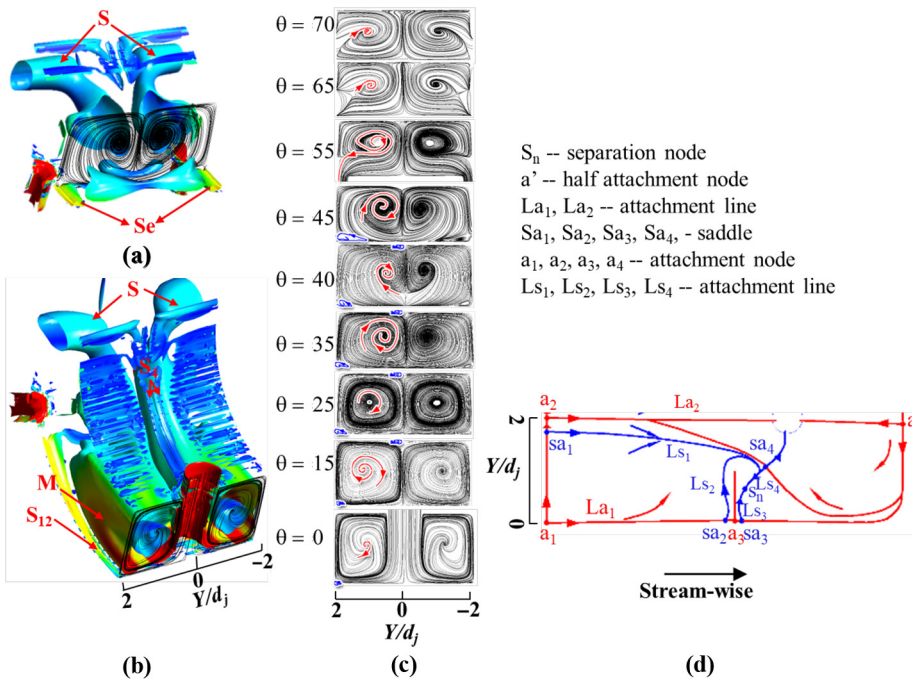 S
Se
(a)
S
M
S12
2
0
-2
Y/dj
(b)
θ = 70
θ = 65
θ = 55
θ = 45
θ = 40
θ = 35
θ = 25
θ = 15
θ = 0
2
0
-2
Y/dj
(c)
Sn -- separation node
a' -- half attachment node
La1, La2 -- attachment line
Sa1, Sa2, Sa3, Sa4, - saddle
a1, a2, a3, a4 -- attachment node
Ls1, Ls2, Ls3, Ls4 -- attachment line
a2
La2
a
2
sa1
sa4
Ls1
Y/dj
Ls2
Ls4
Sn
La1
Ls3
0
a1
sa2
a3
sa3
Stream-wise
(d)